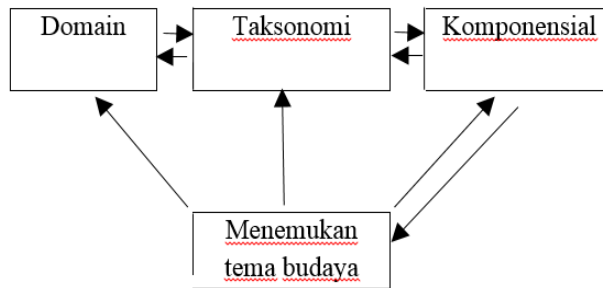 Domain
Taksonomi
Komponensial
Menemukan
tema budaya